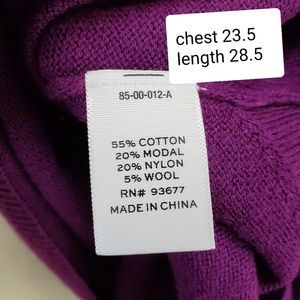 chest 23.5
length 28.5
85-00-012-A
55% COTTON
20% MODAL
20% NYLON
5% WOOL
RN# 93677
MADE IN CHINA